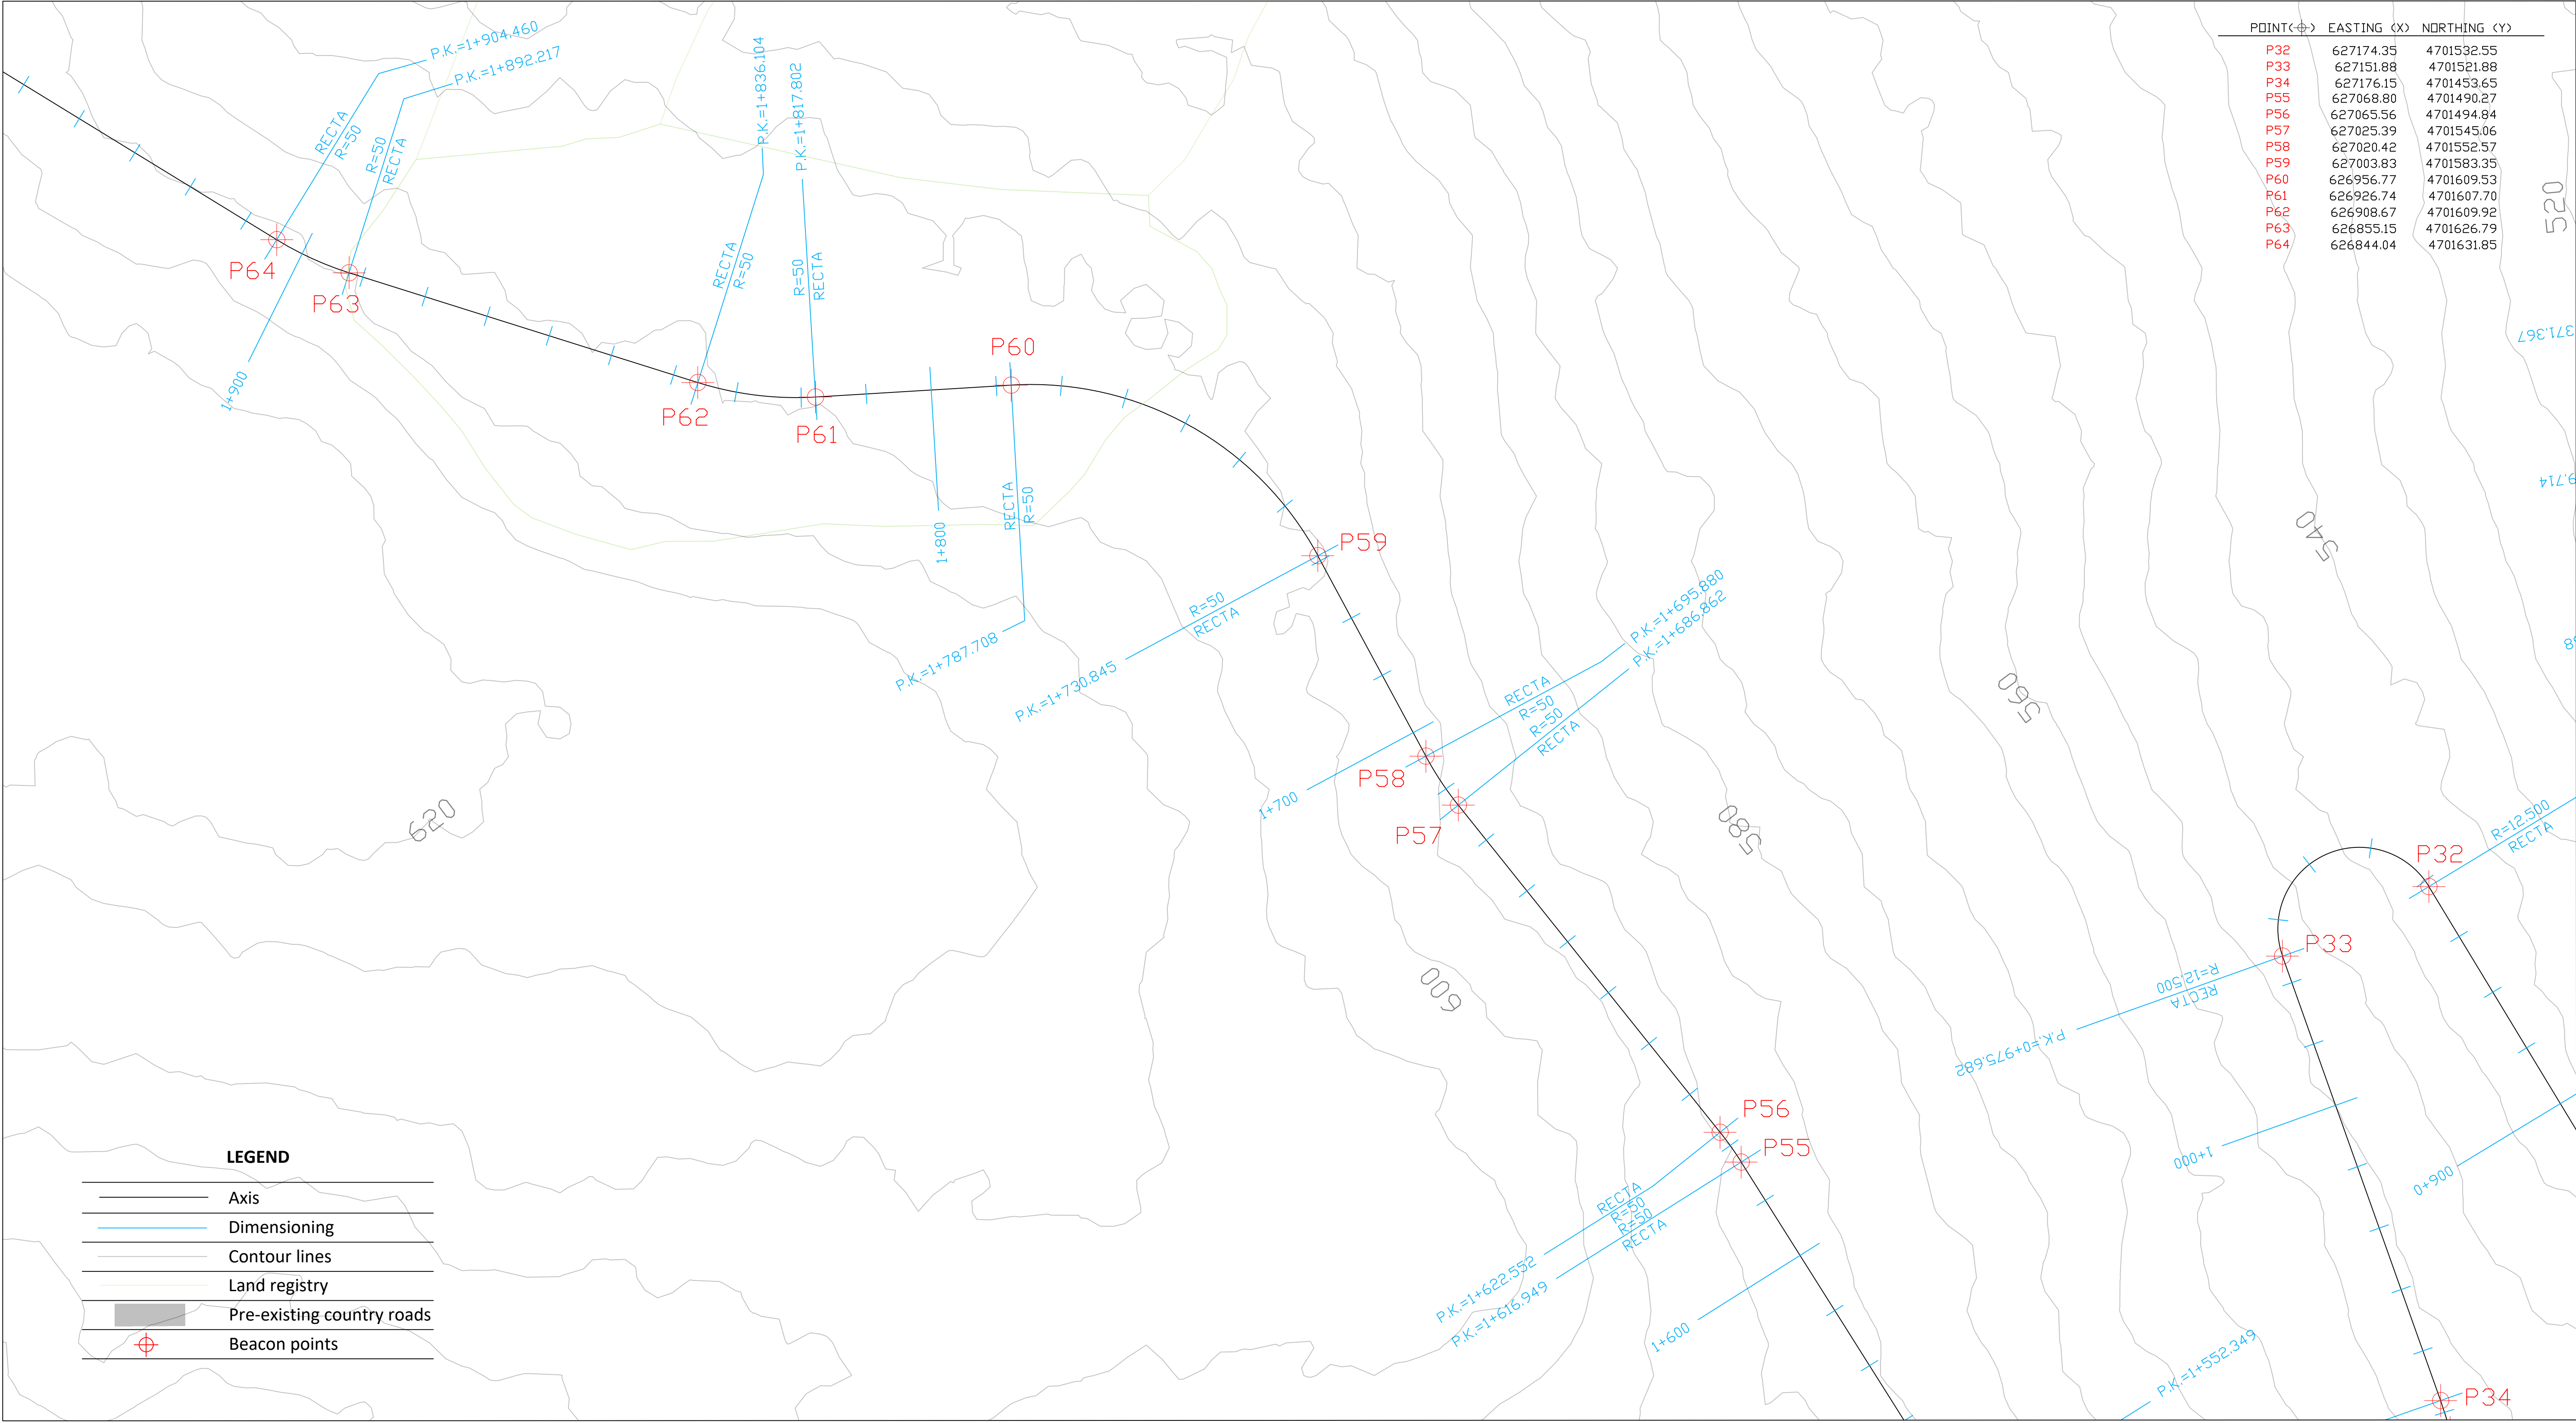 POINT( ) EASTING (X) NORTHING (Y)
P32 627174.35 4701532.55
P33 627151.88 4701521.88
P34 627176.15 4701453.65
P55 627068.80 4701490.27
P56 627065.56 4701494.84
P57 627025.39 4701545.06
P58 627020.42 4701552.57
P59 627003.83 4701583.35
P60 626956.77 4701609.53
P61 626926.74 4701607.70
P62 626908.67 4701609.92
P63 626855.15 4701626.79
P64 626844.04 4701631.85
P.K.=1+904.460
P.K.=1+892.217
RECTA
R=50
R=50
RECTA
P64
P63
1+900
P.K.=1+836.104
P.K.=1+817.802
RECTA
R=50
R=50
RECTA
P62
P61
P60
1+800
RECTA
R=50
P.K.=1+787.708
P59
R=50
RECTA
P.K.=1+730.845
P.K.=1+695.880
P.K.=1+686.862
RECTA
R=50
R=50
RECTA
P58
1+700
P57
520
371.367
9.714
540
560
580
600
620
88
R=12.500
RECTA
P32
P33
R=12.500
RECTA
P.K.=0+975.682
1+000
0+900
P56
P55
RECTA
R=50
R=50
RECTA
P.K.=1+622.552
P.K.=1+616.949
1+600
P.K.=1+552.349
P34
LEGEND
Axis
Dimensioning
Contour lines
Land registry
Pre-existing country roads
Beacon points